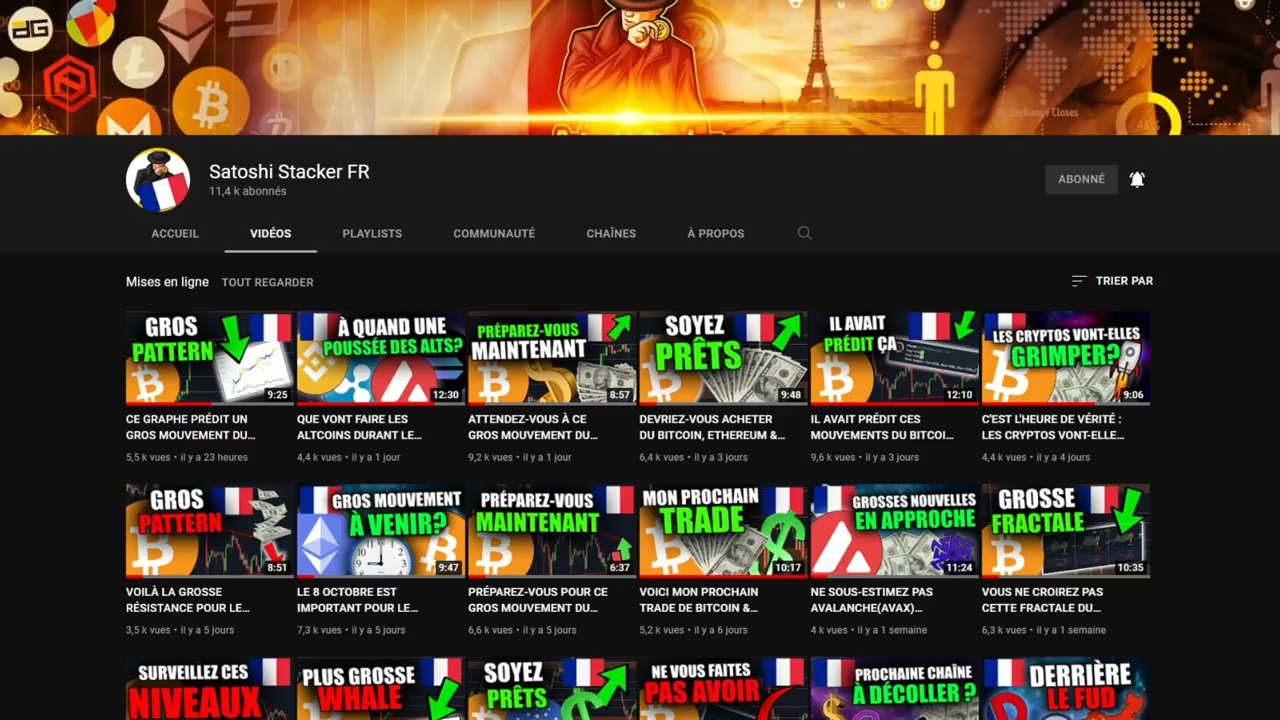 Exchange Closes
45%
Satoshi Stacker FR
11,4 k abonnés
ABONNÉ
ACCUEIL
VIDÉOS
PLAYLISTS
COMMUNAUTÉ
CHAÎNES
À PROPOS
Mises en ligne
TOUT REGARDER
TRIER PAR
GROS
PATTERN
9:25
À QUAND UNE
POUSSÉE DES ALTS?
12:30
PRÉPAREZ-VOUS
MAINTENANT
8:57
SOYEZ
PRÊTS
9:48
IL AVAIT
PRÉDIT ÇA
12:10
LES CRYPTOS VONT-ELLES
GRIMPER?
9:06
CE GRAPHE PRÉDIT UN
GROS MOUVEMENT DU...
5,5 k vues • il y a 23 heures
QUE VONT FAIRE LES
ALTCOINS DURANT LE...
4,4 k vues • il y a 1 jour
ATTENDEZ-VOUS À CE
GROS MOUVEMENT DU...
9,2 k vues • il y a 1 jour
DEVRIEZ-VOUS ACHETER
DU BITCOIN, ETHEREUM &...
6,4 k vues • il y a 3 jours
IL AVAIT PRÉDIT CES
MOUVEMENTS DU BITCOI...
9,6 k vues • il y a 3 jours
C'EST L'HEURE DE VÉRITÉ :
LES CRYPTOS VONT-ELLE...
4,4 k vues • il y a 4 jours
GROS
PATTERN
8:51
GROS MOUVEMENT
À VENIR?
9:47
PRÉPAREZ-VOUS
MAINTENANT
6:37
MON PROCHAIN
TRADE
10:17
GROSSES NOUVELLES
EN APPROCHE
11:24
GROSSE
FRACTALE
10:35
VOILÀ LA GROSSE
RÉSISTANCE POUR LE...
3,5 k vues • il y a 5 jours
LE 8 OCTOBRE EST
IMPORTANT POUR LE...
7,3 k vues • il y a 5 jours
PRÉPAREZ-VOUS POUR CE
GROS MOUVEMENT DU...
6,6 k vues • il y a 5 jours
VOICI MON PROCHAIN
TRADE DE BITCOIN &...
5,2 k vues • il y a 6 jours
NE SOUS-ESTIMEZ PAS
AVALANCHE(AVAX)...
4 k vues • il y a 1 semaine
VOUS NE CROIREZ PAS
CETTE FRACTALE DU...
6,3 k vues • il y a 1 semaine
SURVEILLEZ CES
NIVEAUX
PLUS GROSSE
WHALE
SOYEZ
PRÊTS
NE VOUS FAITES
PAS AVOIR
PROCHAINE CHAÎNE
À DÉCOLLER ?
DERRIÈRE
LE FUD